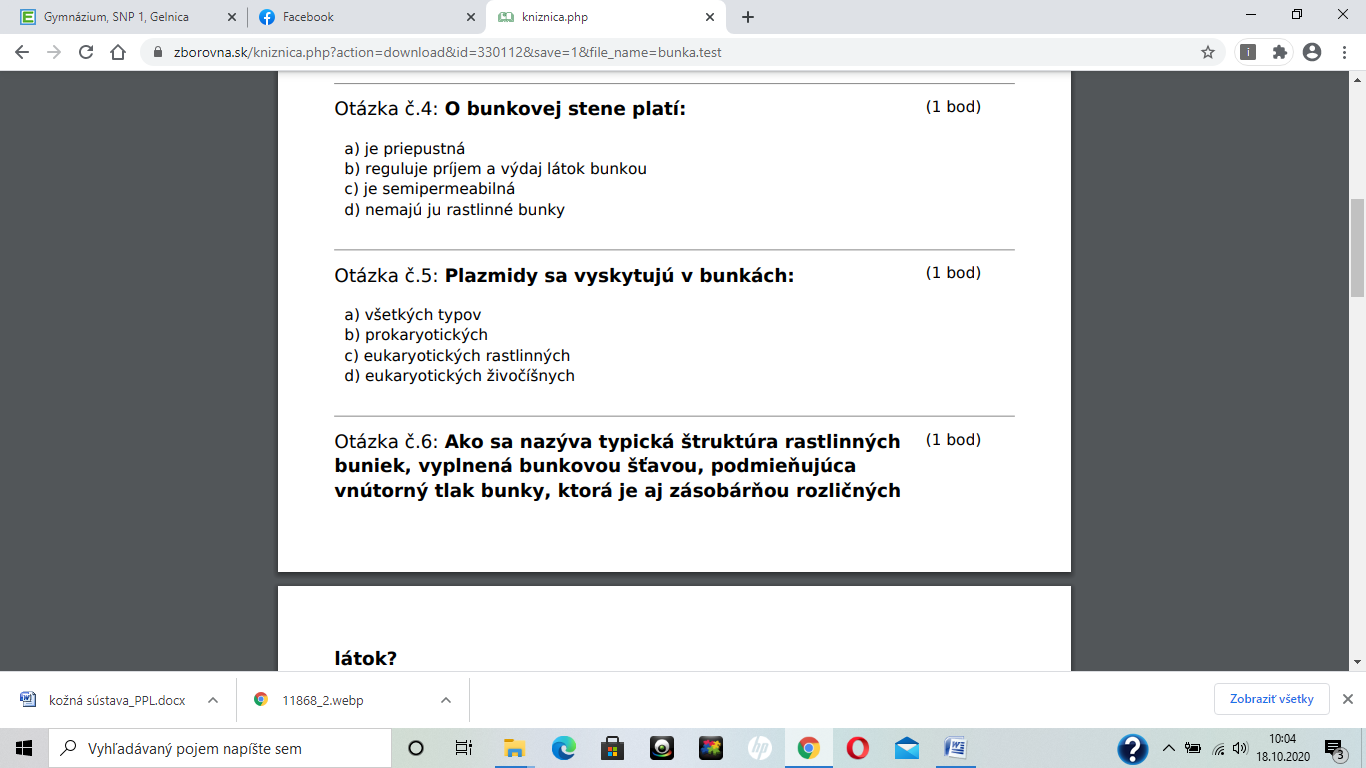 Gymnázium, SNP 1, Gelnica
Facebook
kniznica.php
zborovna.sk/kniznica.php?action=download&id=330112&save=1&file_name=bunka.test
Otázka č.4: O bunkovej stene platí: (1 bod)
a) je priepustná
b) reguluje príjem a výdaj látok bunkou
c) je semipermeabilná
d) nemajú ju rastlinné bunky
Otázka č.5: Plazmidy sa vyskytujú v bunkách: (1 bod)
a) všetkých typov
b) prokaryotických
c) eukaryotických rastlinných
d) eukaryotických živočíšnych
Otázka č.6: Ako sa nazýva typická štruktúra rastlinných (1 bod)
buniek, vyplnená bunkovou šťavou, podmieňujúca
vnútorný tlak bunky, ktorá je aj zásobárňou rozličných
látok?
kožná sústava_PPL.docx
11868_2.webp
Zobraziť všetky
Vyhľadávaný pojem napíšte sem
10:04
18.10.2020
3